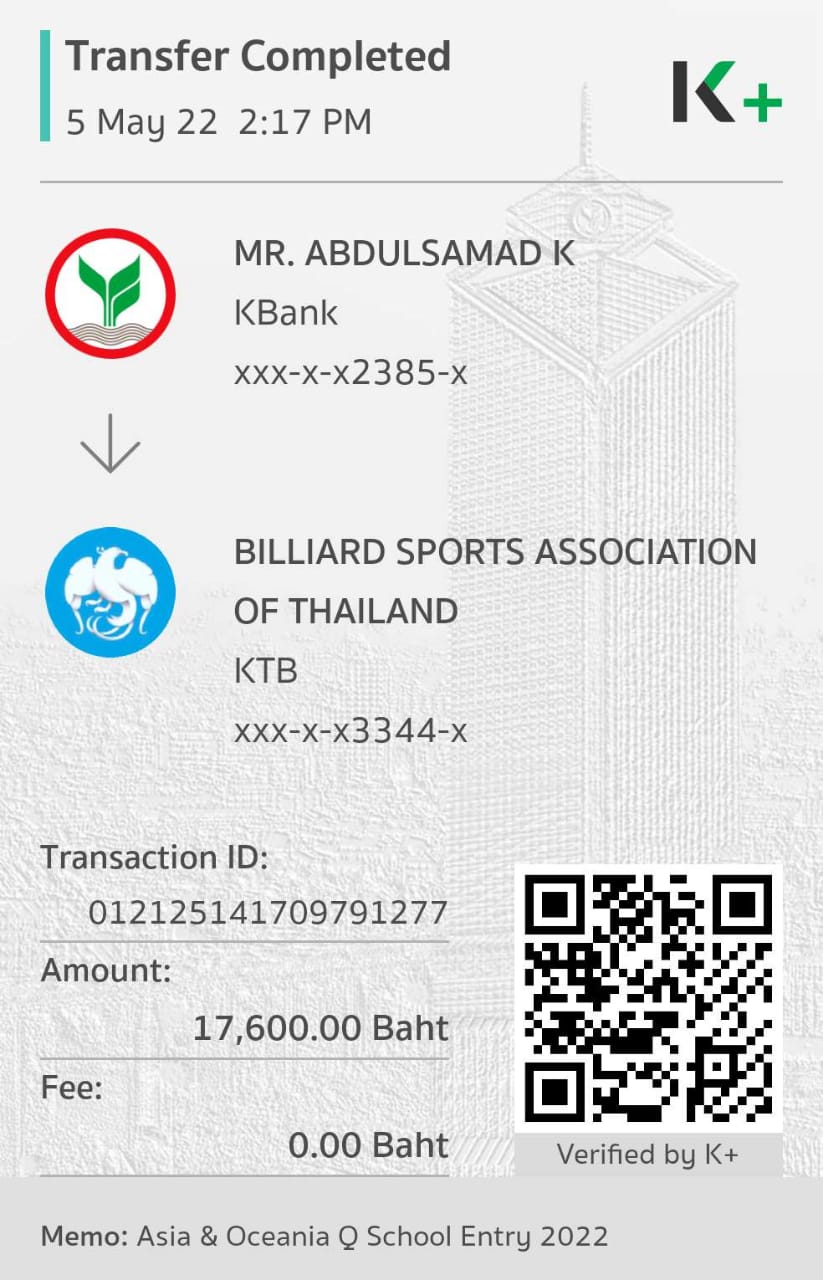 Transfer Completed
5 May 22 2:17 PM
K+
MR. ABDULSAMAD K
KBank
xxx-x-x2385-x
BILLIARD SPORTS ASSOCIATION
OF THAILAND
KTB
xxx-x-x3344-x
Transaction ID:
012125141709791277
Amount:
17,600.00 Baht
Fee:
0.00 Baht
Verified by K+
Memo: Asia & Oceania Q School Entry 2022